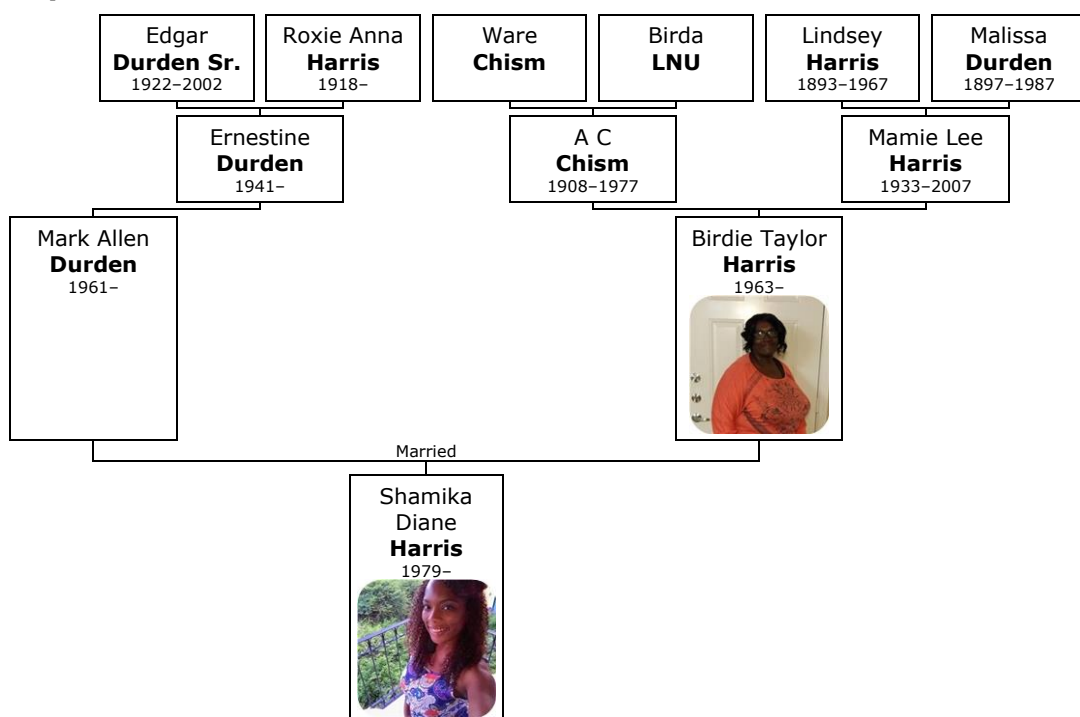 Edgar
Durden Sr.
1922–2002
Roxie Anna
Harris
1918–
Ware
Chism
Birda
LNU
Lindsey
Harris
1893–1967
Malissa
Durden
1897–1987
Ernestine
Durden
1941–
A C
Chism
1908–1977
Mamie Lee
Harris
1933–2007
Mark Allen
Durden
1961–
Birdie Taylor
Harris
1963–
Married
Shamika
Diane
Harris
1979–